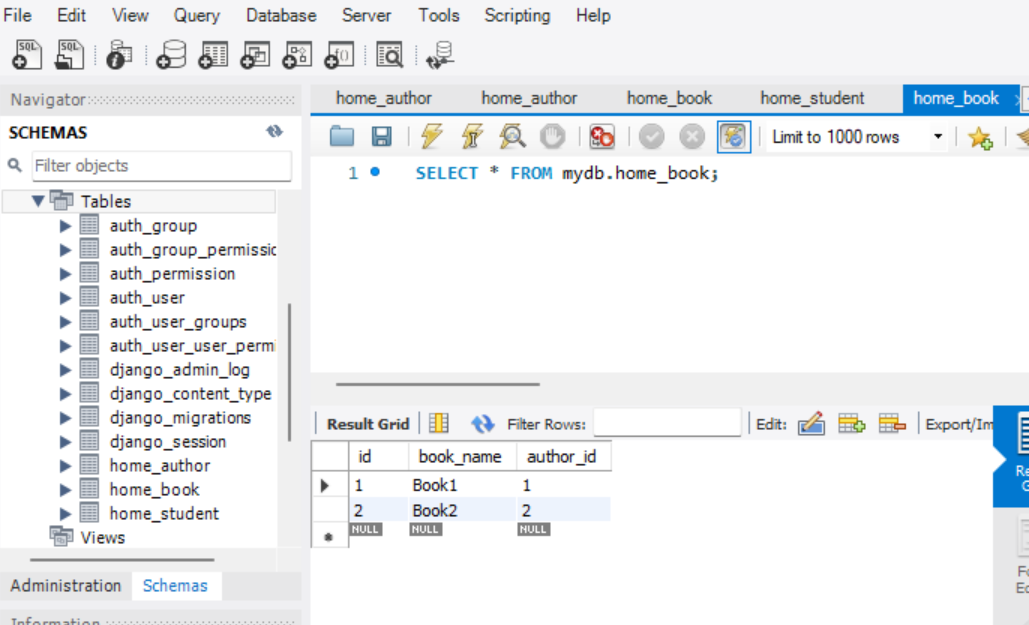 File Edit View Query Database Server Tools Scripting Help
SQL SQL
Navigator
SCHEMAS
Filter objects
Tables
auth_group
auth_group_permissic
auth_permission
auth_user
auth_user_groups
auth_user_user_permi
django_admin_log
django_content_type
django_migrations
django_session
home_author
home_book
home_student
Views
Administration Schemas
Information
home_author home_author home_book home_student home_book
Limit to 1000 rows
1 SELECT * FROM mydb.home_book;
Result Grid Filter Rows: Edit: Export/Im
id book_name author_id
1 Book1 1
2 Book2 2
NULL NULL NULL
Re
G
Fo
Ec